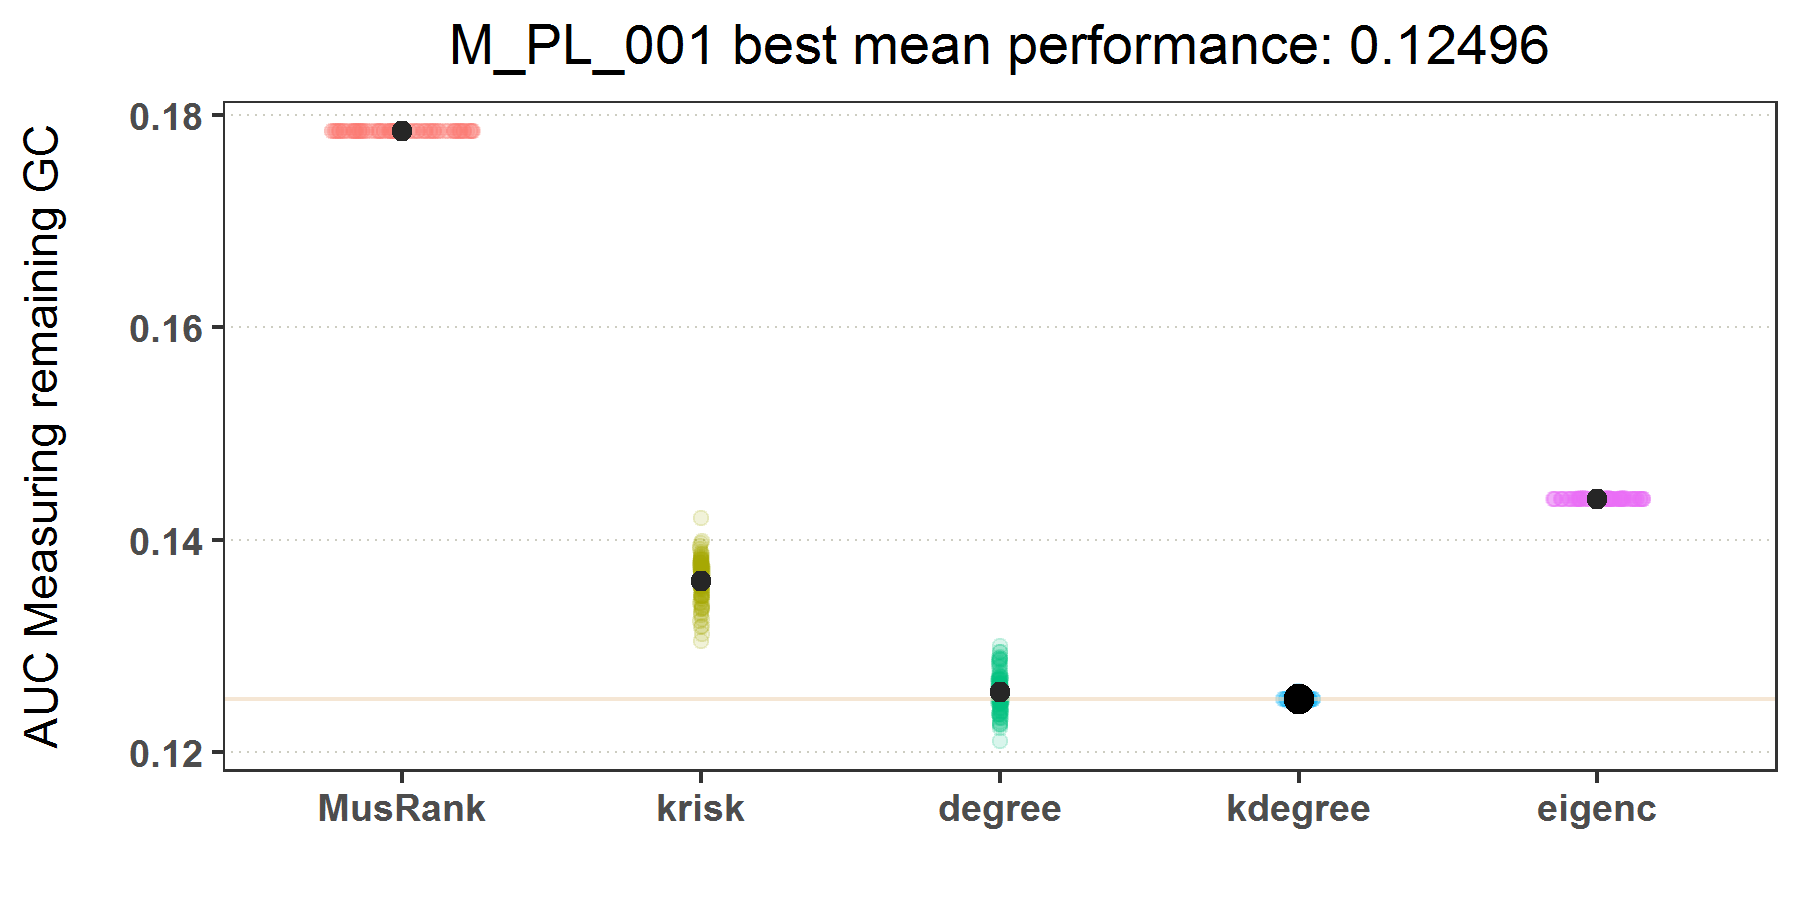 M_PL_001 best mean performance: 0.12496
AUC Measuring remaining GC
0.18
0.16
0.14
0.12
MusRank krisk degree kdegree eigenc